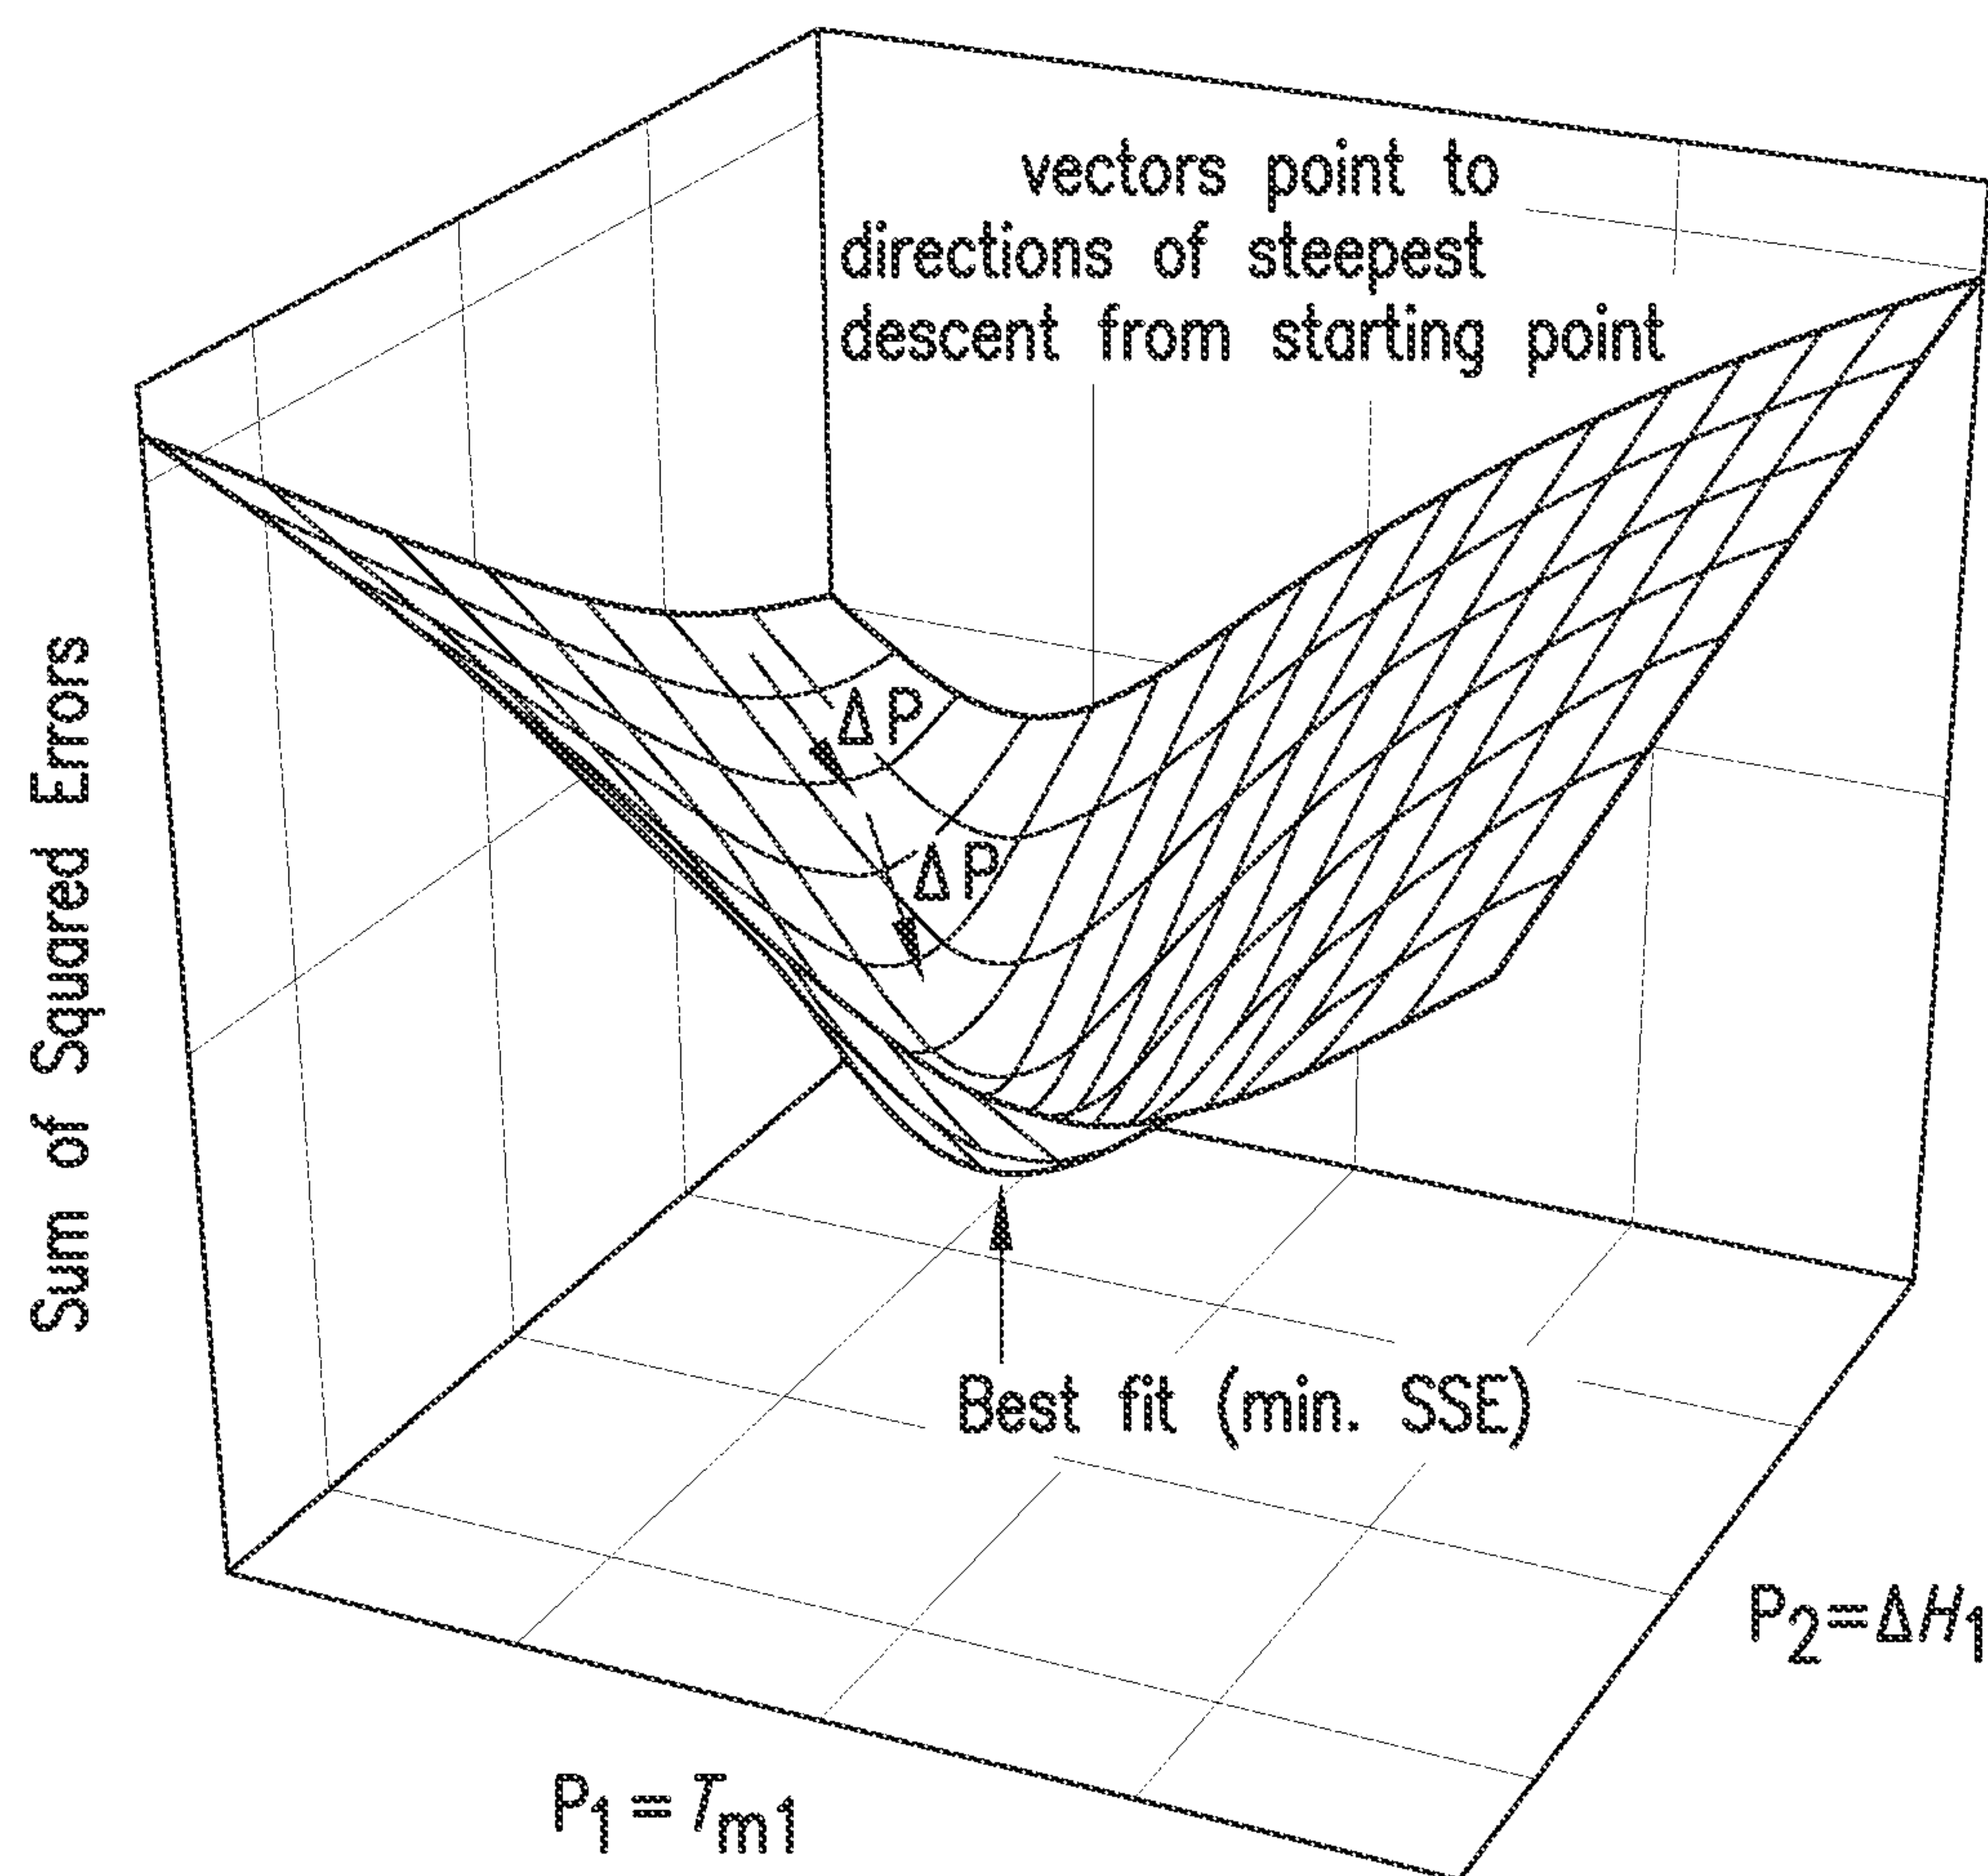 vectors point to
directions of steepest
descent from starting point
ΔP
ΔP
Sum of Squared Errors
Best fit (min. SSE)
P₂=ΔH₁
P₁=Tₘ₁